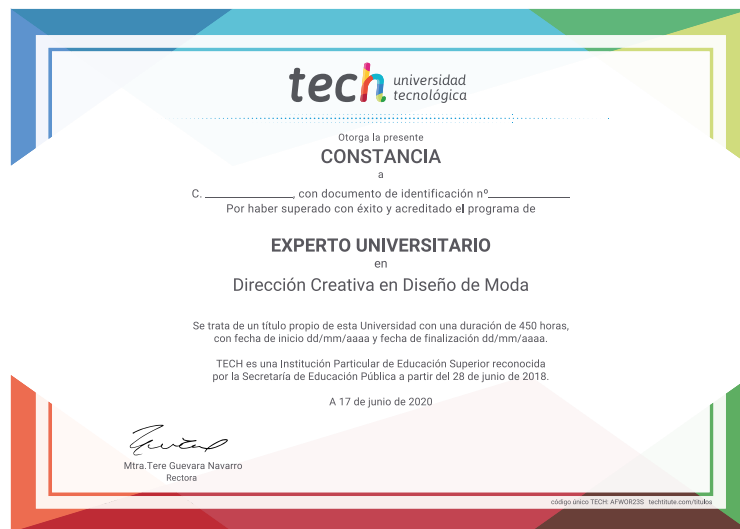 tech universidad
tecnológica
Otorga la presente
CONSTANCIA
a
C. ______________, con documento de identificación nº______________
Por haber superado con éxito y acreditado el programa de
EXPERTO UNIVERSITARIO
en
Dirección Creativa en Diseño de Moda
Se trata de un título propio de esta Universidad con una duración de 450 horas,
con fecha de inicio dd/mm/aaaa y fecha de finalización dd/mm/aaaa.
TECH es una Institución Particular de Educación Superior reconocida
por la Secretaría de Educación Pública a partir del 28 de junio de 2018.
A 17 de junio de 2020
Mtra.Tere Guevara Navarro
Rectora
código único TECH: AFWOR23S techtitute.com/titulos